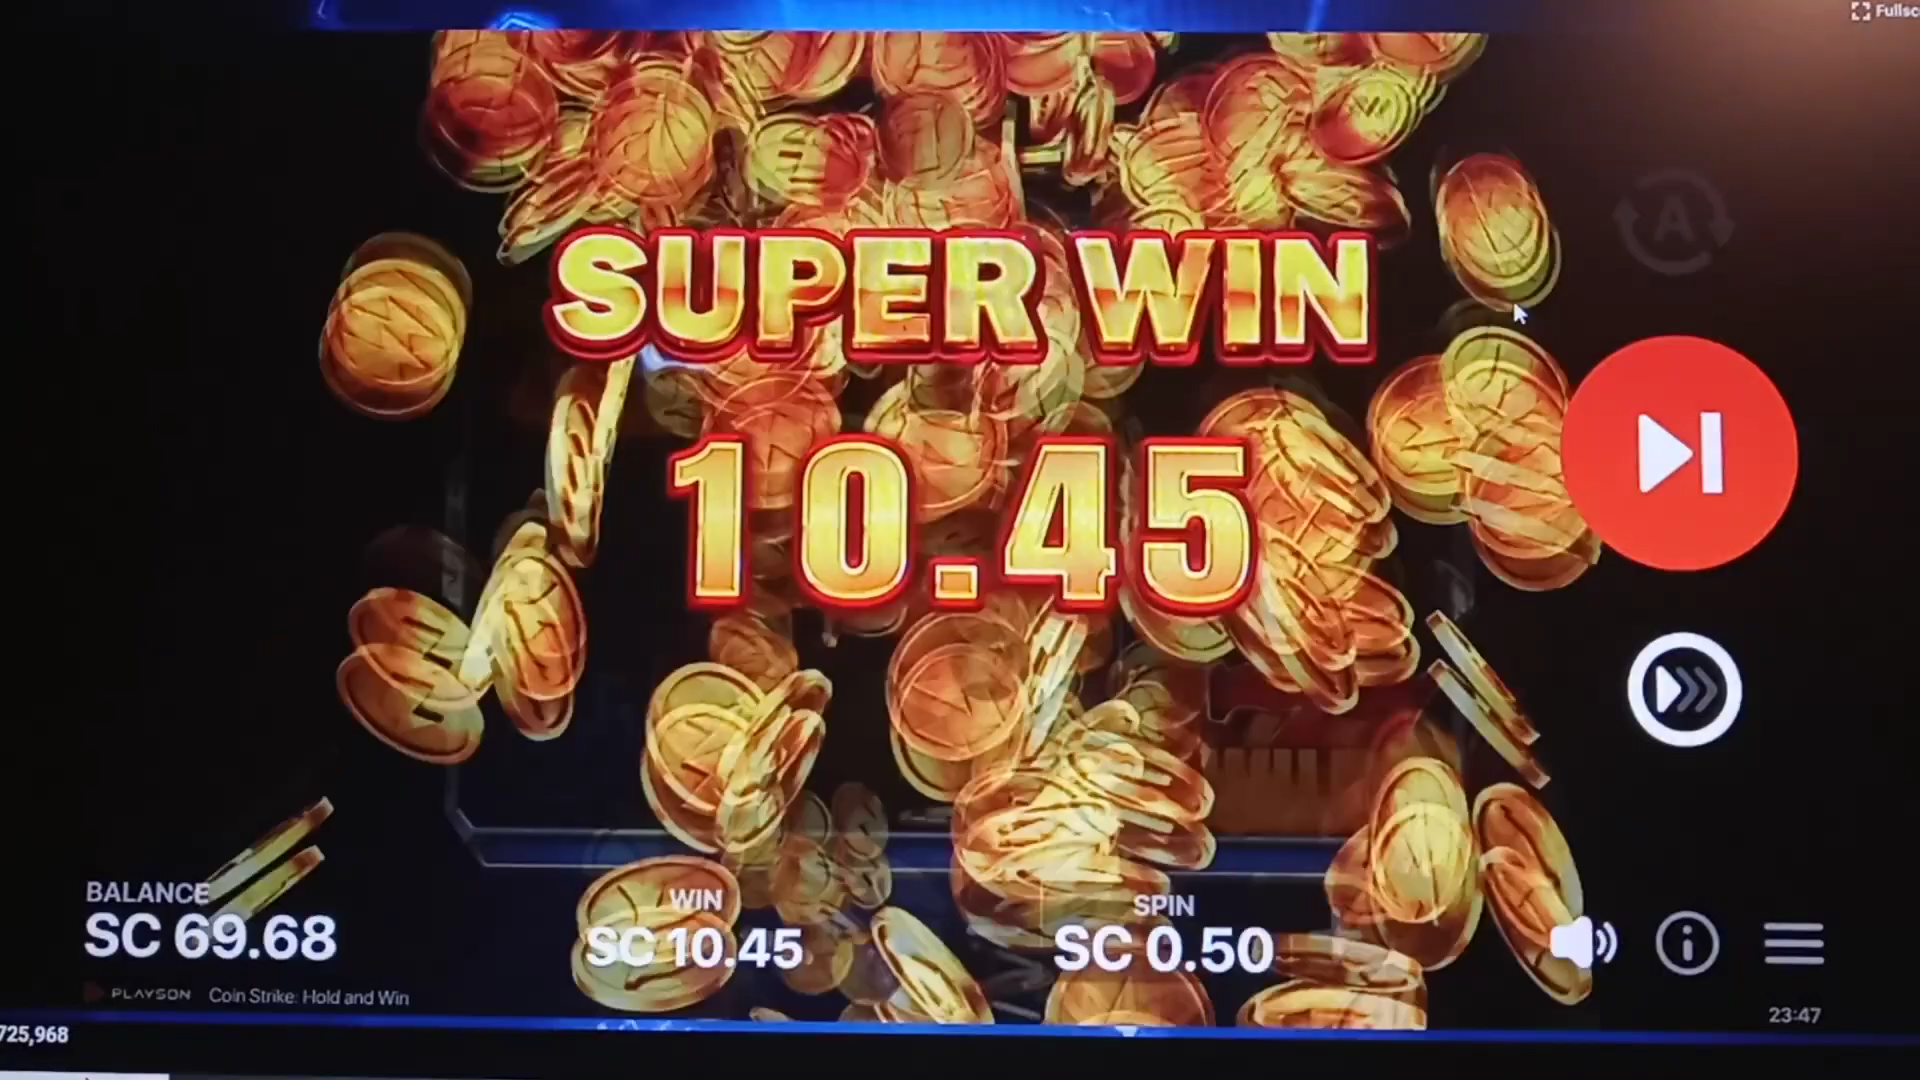 Fullsc
SUPER WIN
10.45
BALANCE
SC 69.68
WIN
SC 10.45
SPIN
SC 0.50
PLAYSON Coin Strike: Hold and Win
23:47
725,968